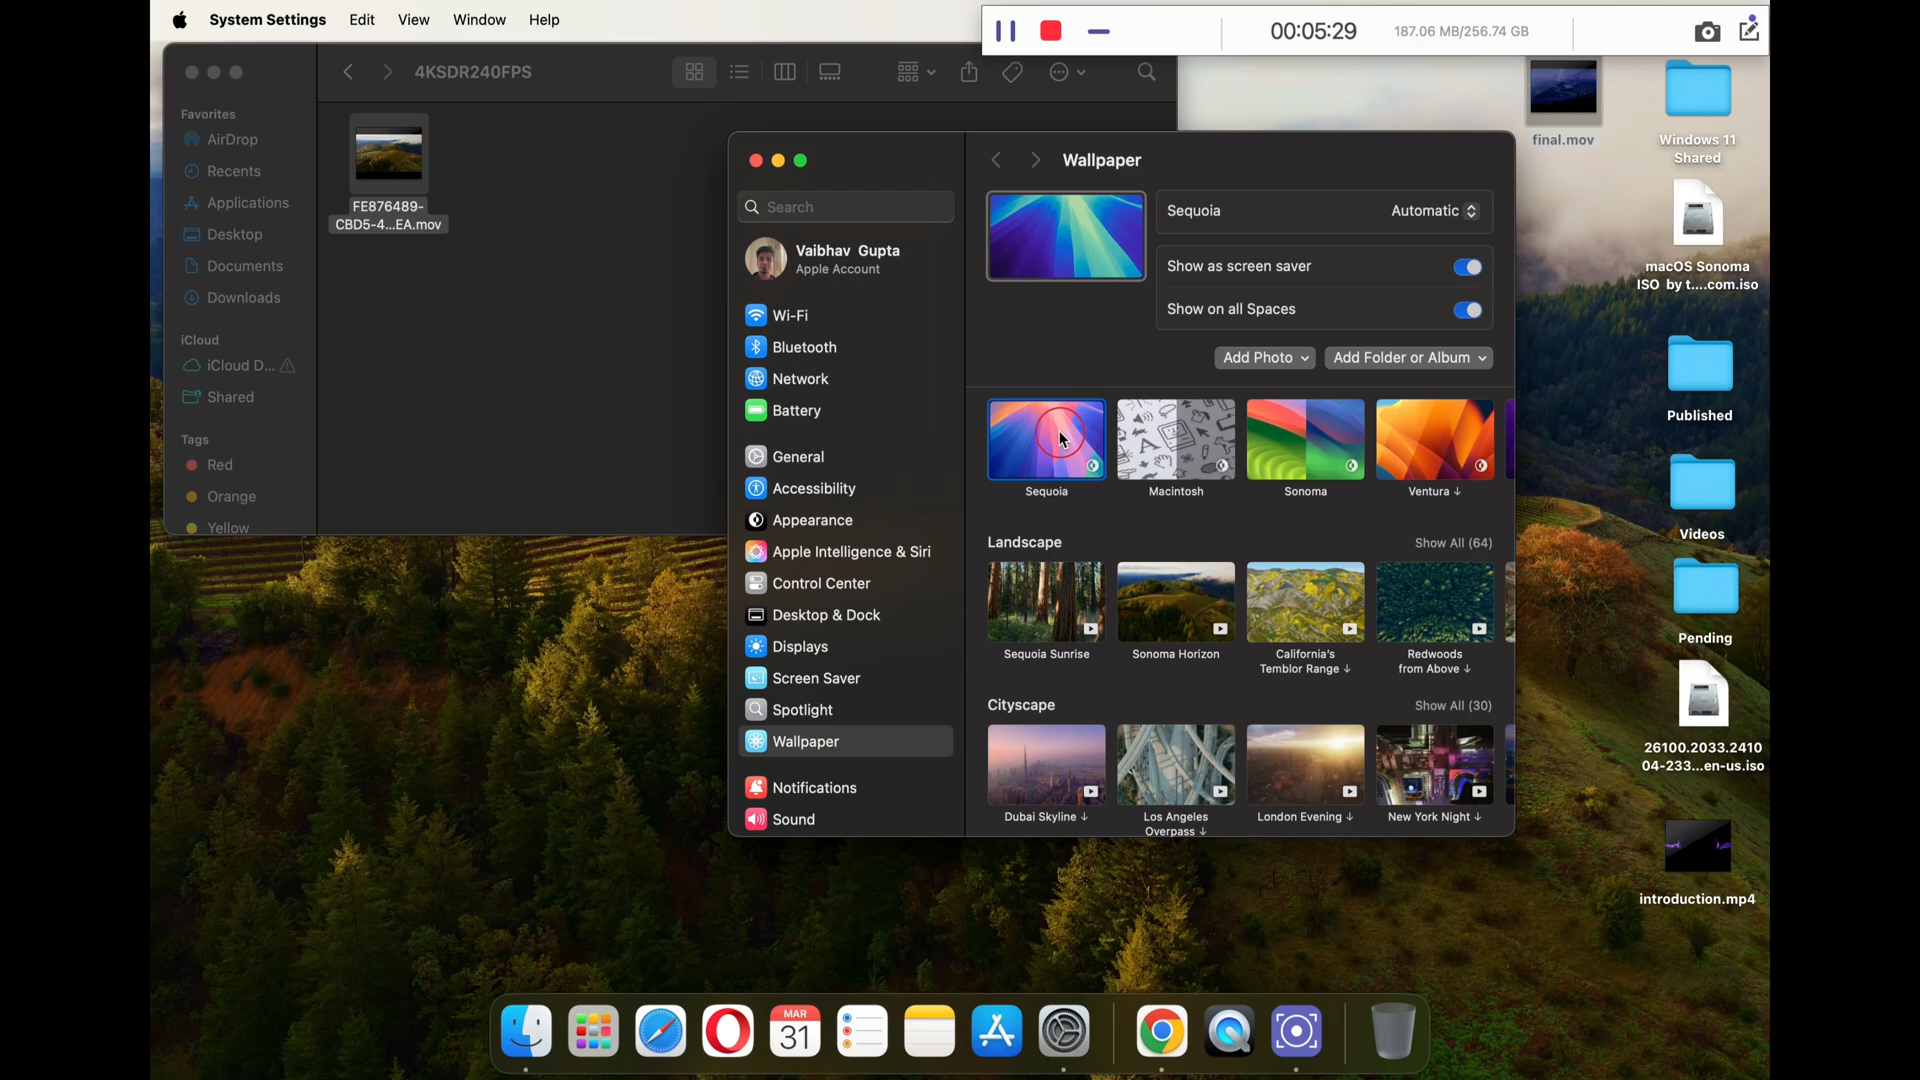 System Settings Edit View Window Help
00:05:29 187.06 MB/256.74 GB
4KSDR240FPS
Favorites
AirDrop
Recents
Applications
Desktop
Documents
Downloads
iCloud
iCloud D...
Shared
Tags
Red
Orange
Yellow
FE876489-
CBD5-4...EA.mov
Search
Vaibhav Gupta
Apple Account
Wi-Fi
Bluetooth
Network
Battery
General
Accessibility
Appearance
Apple Intelligence & Siri
Control Center
Desktop & Dock
Displays
Screen Saver
Spotlight
Wallpaper
Notifications
Sound
Wallpaper
Sequoia Automatic
Show as screen saver
Show on all Spaces
Add Photo Add Folder or Album
Sequoia Macintosh Sonoma Ventura ↓
Landscape Show All (64)
Sequoia Sunrise Sonoma Horizon California's Redwoods
Temblor Range ↓ from Above ↓
Cityscape Show All (30)
Dubai Skyline ↓ Los Angeles London Evening ↓ New York Night ↓
Overpass ↓
final.mov
Windows 11
Shared
macOS Sonoma
ISO by t....com.iso
Published
Videos
Pending
26100.2033.2410
04-233...en-us.iso
introduction.mp4
MAR
31